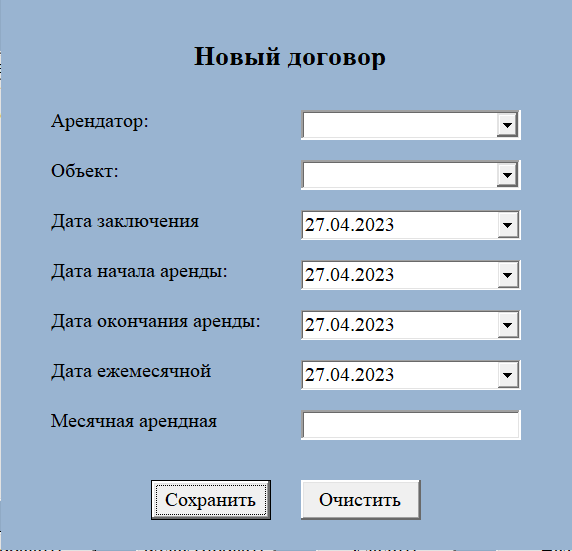 Новый договор
Арендатор:
Объект:
Дата заключения 27.04.2023
Дата начала аренды: 27.04.2023
Дата окончания аренды: 27.04.2023
Дата ежемесячной 27.04.2023
Месячная арендная
Сохранить Очистить